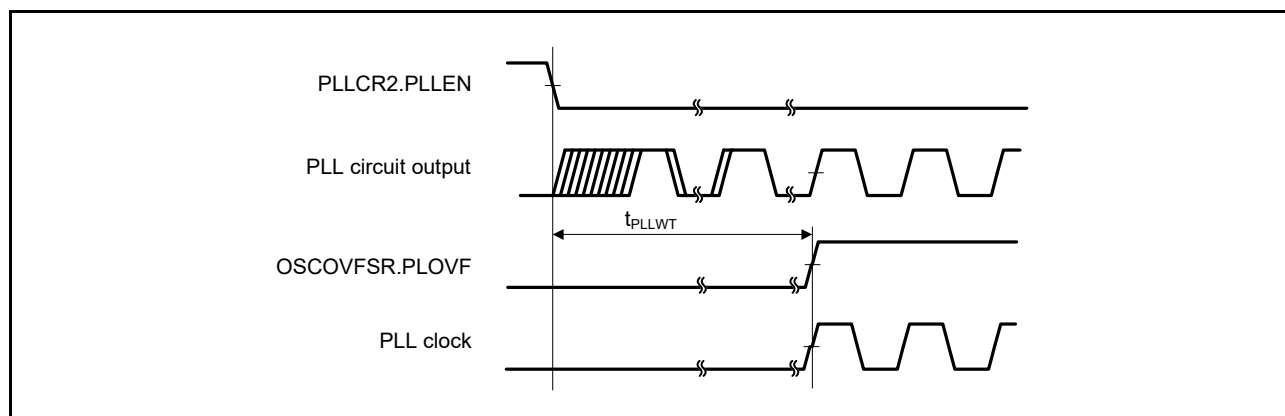 PLLCR2.PLLEN
PLL circuit output
tPLLWT
OSCOVFSR.PLOVF
PLL clock